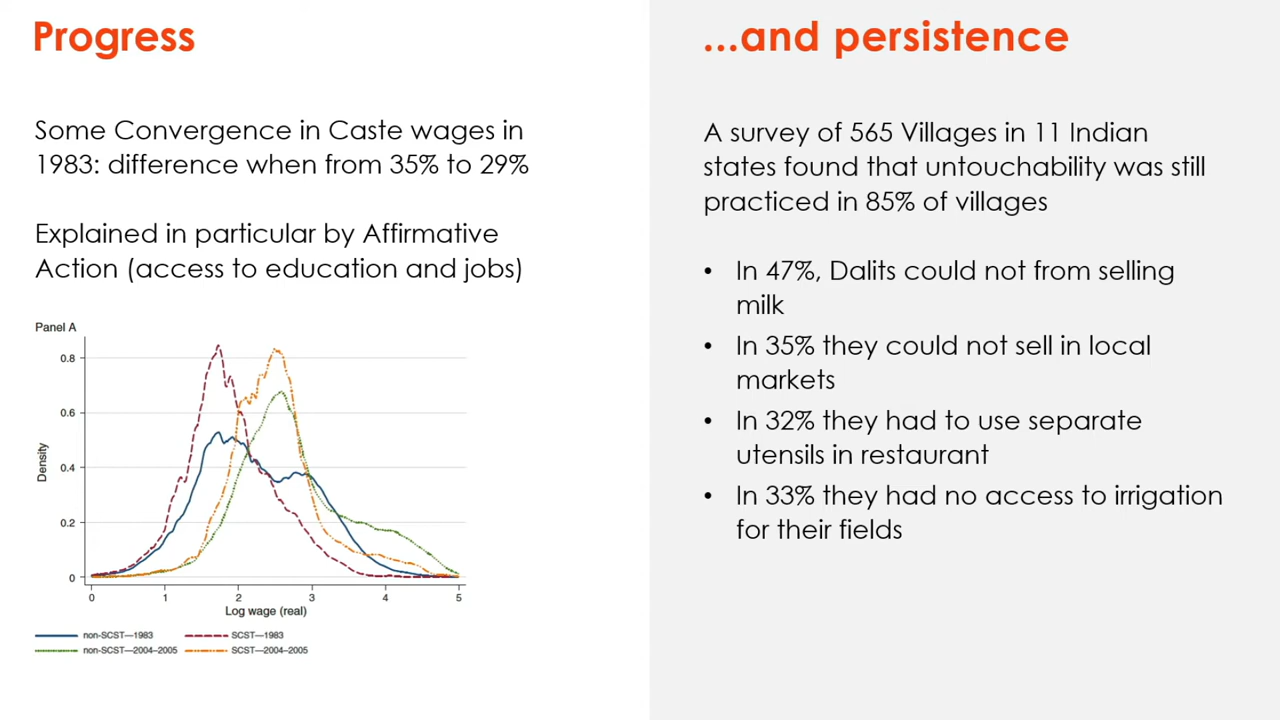 Progress
Some Convergence in Caste wages in
1983: difference when from 35% to 29%
Explained in particular by Affirmative
Action (access to education and jobs)
Panel A
0.8
0.6
0.4
0.2
0
Density
0 1 2 3 4 5
Log wage (real)
non-SCST—1983 SCST—1983
non-SCST—2004–2005 SCST—2004–2005
...and persistence
A survey of 565 Villages in 11 Indian
states found that untouchability was still
practiced in 85% of villages
• In 47%, Dalits could not from selling
milk
• In 35% they could not sell in local
markets
• In 32% they had to use separate
utensils in restaurant
• In 33% they had no access to irrigation
for their fields